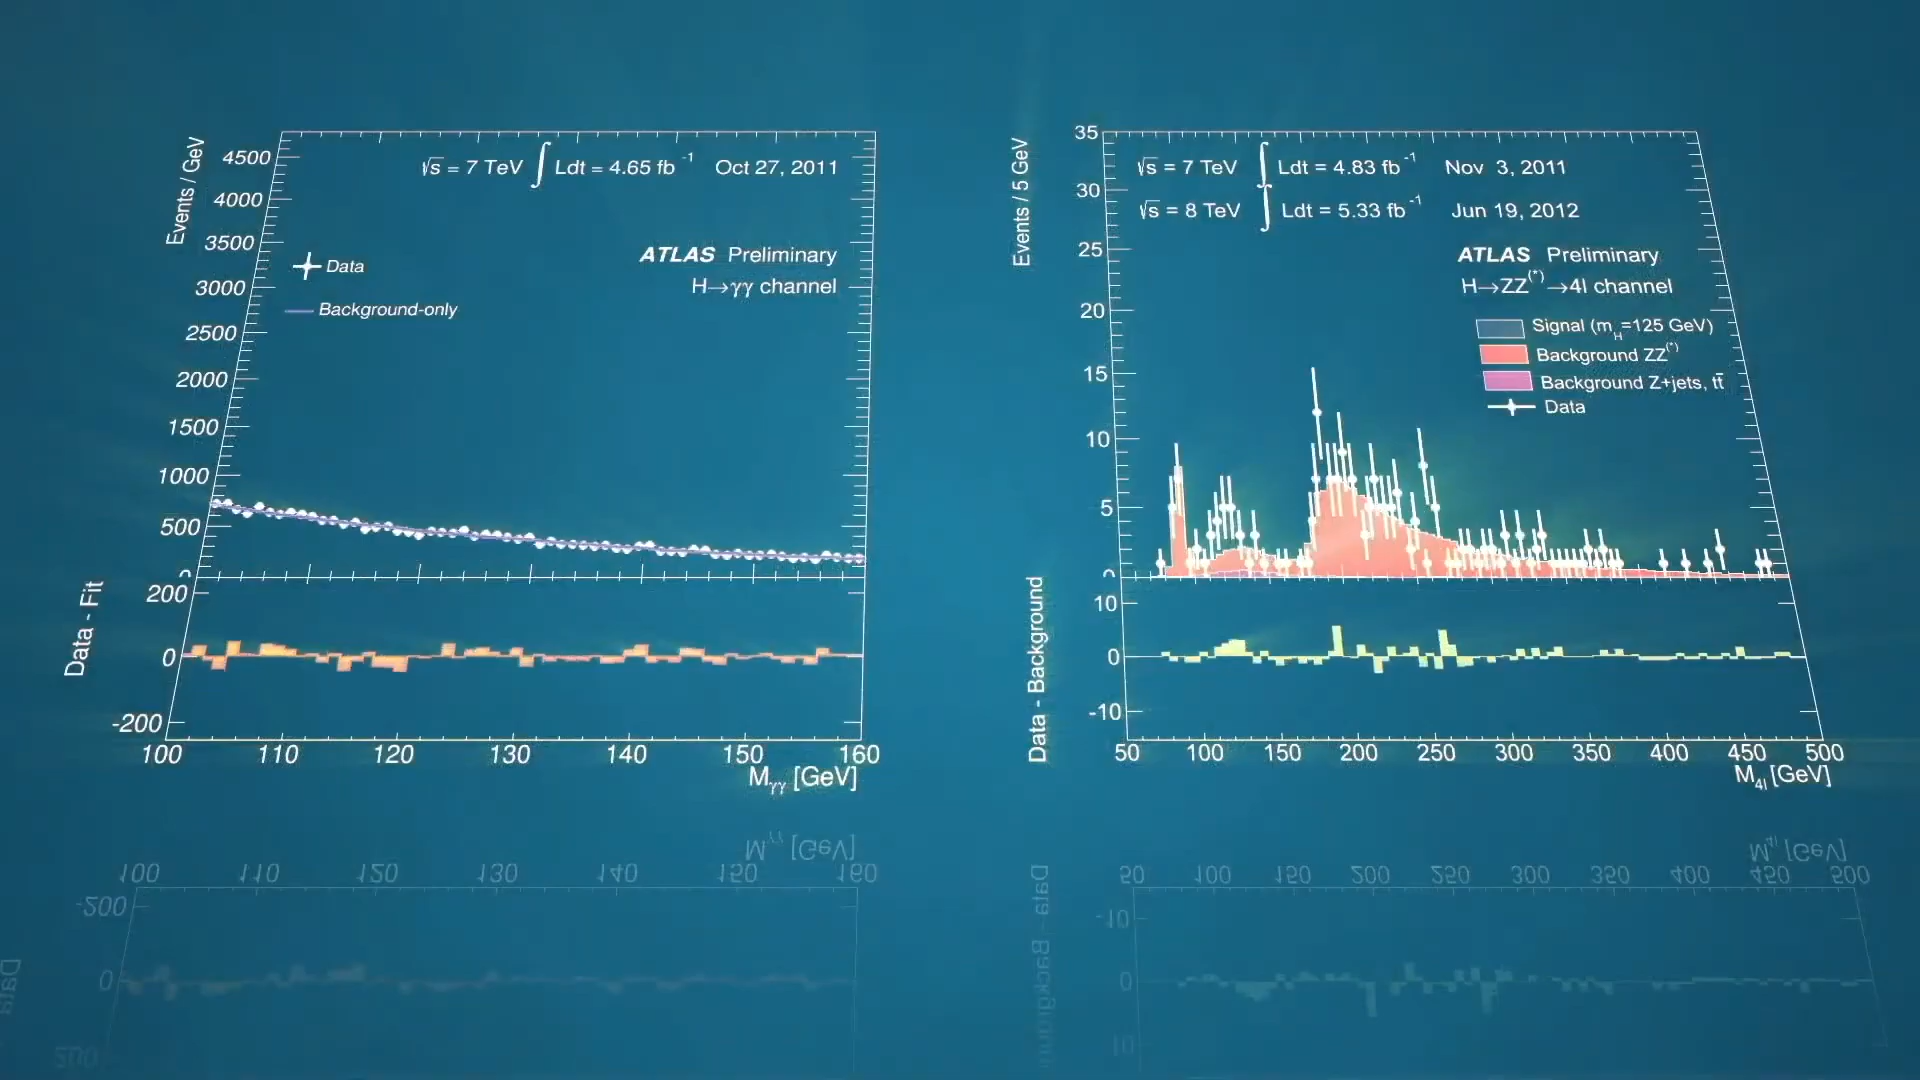 Events / GeV
4500
4000
3500
3000
2500
2000
1500
1000
500
0
√s = 7 TeV ∫ Ldt = 4.65 fb⁻¹ Oct 27, 2011
ATLAS Preliminary
H→γγ channel
Data
Background-only
Data - Fit
200
0
-200
100 110 120 130 140 150 160
Mγγ [GeV]
Events / 5 GeV
35
30
25
20
15
10
5
0
√s = 7 TeV ∫ Ldt = 4.83 fb⁻¹ Nov 3, 2011
√s = 8 TeV ∫ Ldt = 5.33 fb⁻¹ Jun 19, 2012
ATLAS Preliminary
H→ZZ(*)→4l channel
Signal (mH=125 GeV)
Background ZZ(*)
Background Z+jets, tt̄
Data
Data - Background
10
0
-10
50 100 150 200 250 300 350 400 450 500
M4l [GeV]